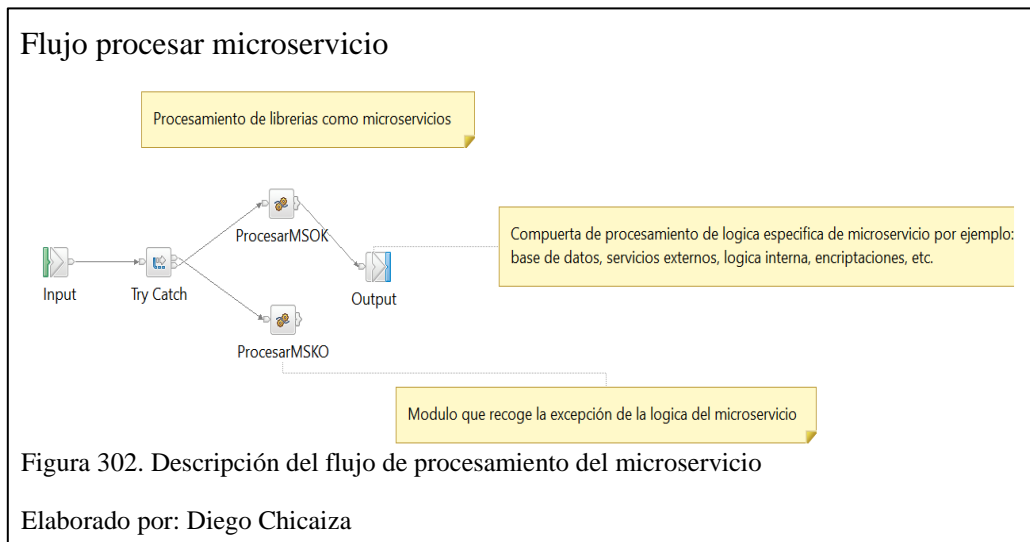 Flujo procesar microservicio
Procesamiento de librerias como microservicios
ProcesarMSOK
Compuerta de procesamiento de logica especifica de microservicio por ejemplo:
base de datos, servicios externos, logica interna, encriptaciones, etc.
Input
Try Catch
Output
ProcesarMSKO
Modulo que recoge la excepción de la logica del microservicio
Figura 302. Descripción del flujo de procesamiento del microservicio
Elaborado por: Diego Chicaiza